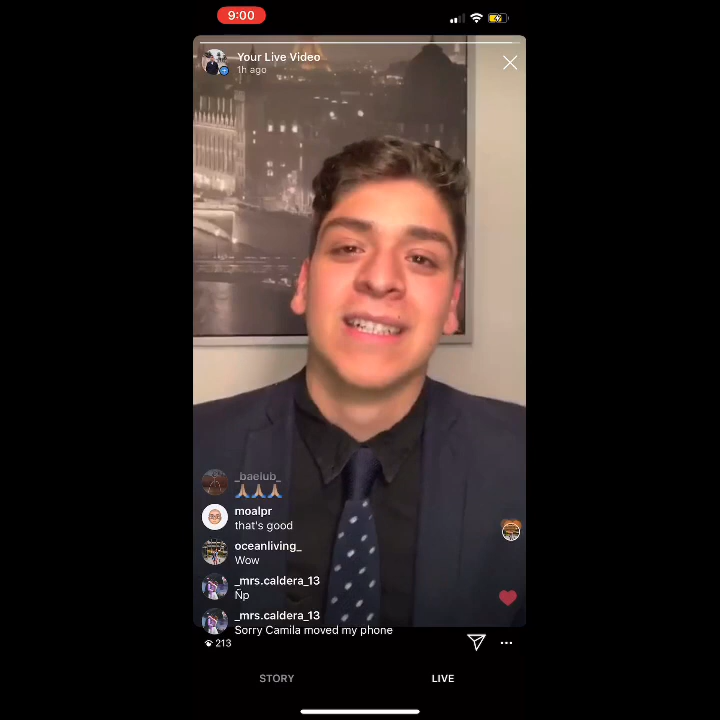 9:00
Your Live Video
1h ago
_baelub_
🙏🏼🙏🏼🙏🏼
moalpr
that's good
oceanliving_
Wow
_mrs.caldera_13
Ñp
_mrs.caldera_13
Sorry Camila moved my phone
213
STORY
LIVE